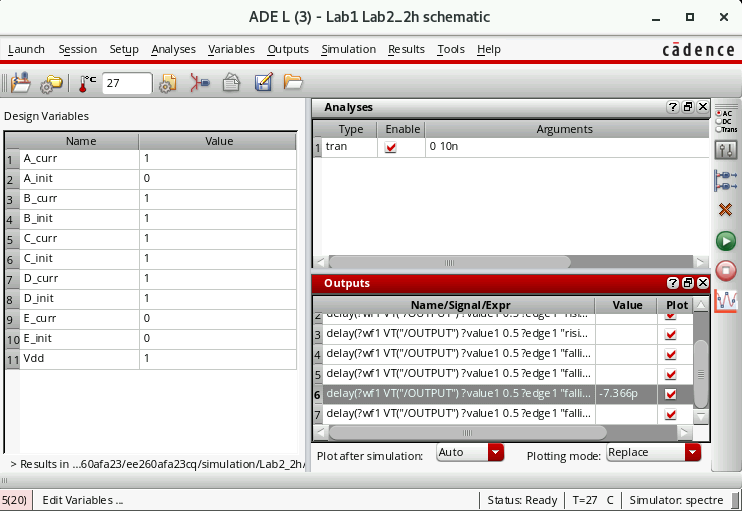 ADE L (3) - Lab1 Lab2_2h schematic
Launch Session Setup Analyses Variables Outputs Simulation Results Tools Help
cādence
°C 27
Design Variables
Name Value
1 A_curr 1
2 A_init 0
3 B_curr 1
4 B_init 1
5 C_curr 1
6 C_init 1
7 D_curr 1
8 D_init 1
9 E_curr 0
10 E_init 0
11 Vdd 1
> Results in ...60afa23/ee260afa23cq/simulation/Lab2_2h/
Analyses
Type Enable Arguments
1 tran 0 10n
Outputs
Name/Signal/Expr Value Plot
2 delay(?wf1 VT("/OUTPUT") ?value1 0.5 ?edge1 "risi...
3 delay(?wf1 VT("/OUTPUT") ?value1 0.5 ?edge1 "risi...
4 delay(?wf1 VT("/OUTPUT") ?value1 0.5 ?edge1 "falli...
5 delay(?wf1 VT("/OUTPUT") ?value1 0.5 ?edge1 "falli...
6 delay(?wf1 VT("/OUTPUT") ?value1 0.5 ?edge1 "falli... -7.366p
7 delay(?wf1 VT("/OUTPUT") ?value1 0.5 ?edge1 "falli...
Plot after simulation: Auto Plotting mode: Replace
AC
DC
Trans
5(20) Edit Variables ... Status: Ready T=27 C Simulator: spectre